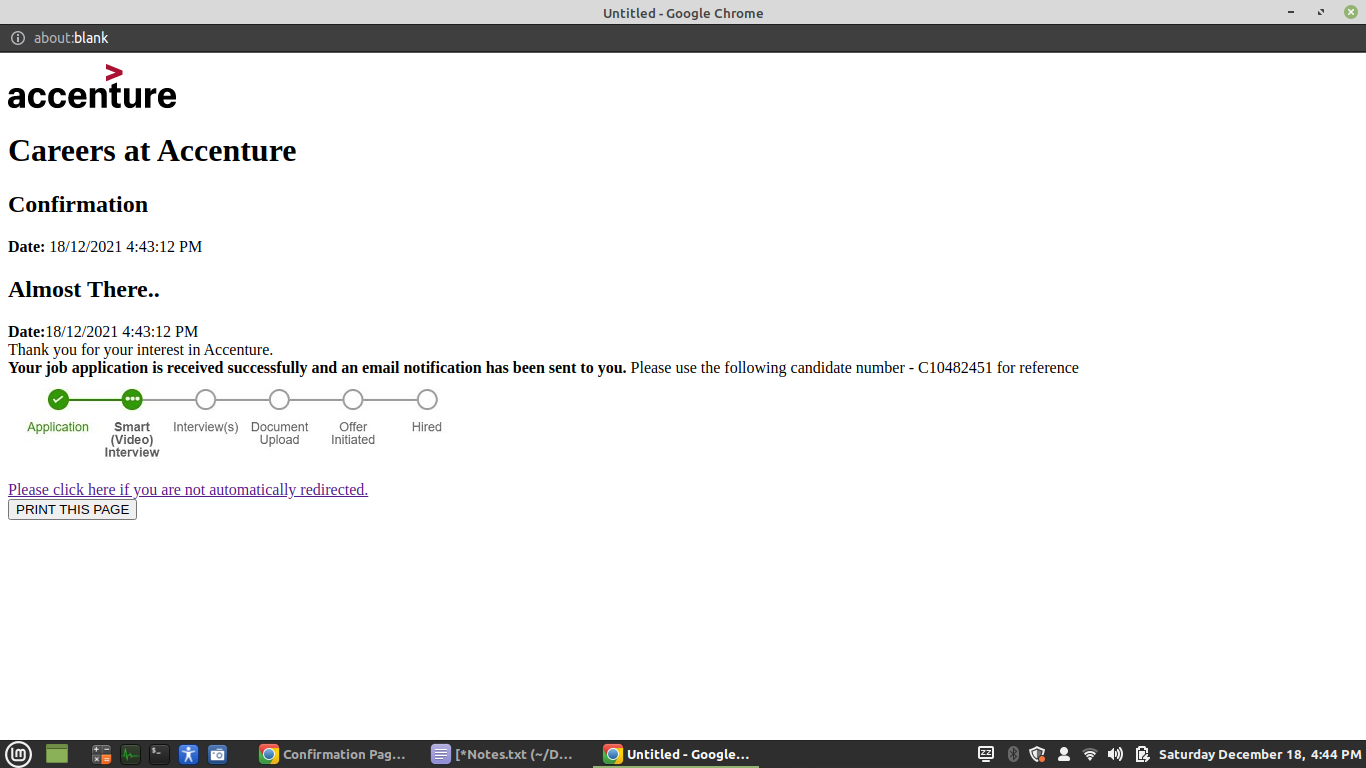 Untitled - Google Chrome
about:blank
accenture
Careers at Accenture
Confirmation
Date: 18/12/2021 4:43:12 PM
Almost There..
Date:18/12/2021 4:43:12 PM
Thank you for your interest in Accenture.
Your job application is received successfully and an email notification has been sent to you. Please use the following candidate number - C10482451 for reference
Application
Smart
(Video)
Interview
Interview(s)
Document
Upload
Offer
Initiated
Hired
Please click here if you are not automatically redirected.
PRINT THIS PAGE
Confirmation Pag...
[*Notes.txt (~/D...
Untitled - Google...
Saturday December 18, 4:44 PM